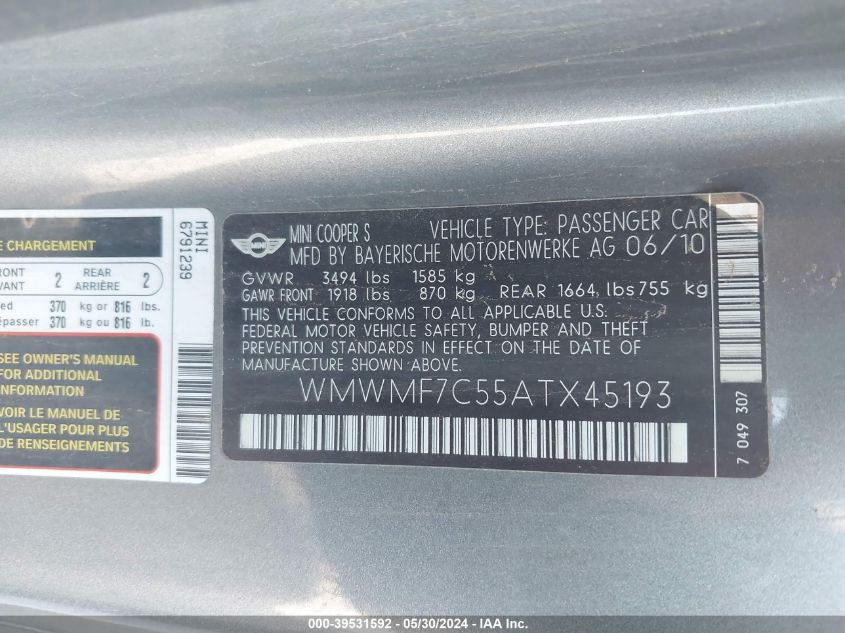 E CHARGEMENT
FRONT 2 REAR 2
VANT ARRIÈRE
ed 370 kg or 816 lbs.
épasser 370 kg ou 816 lb.
SEE OWNER'S MANUAL
FOR ADDITIONAL
INFORMATION
VOIR LE MANUEL DE
L'USAGER POUR PLUS
DE RENSEIGNEMENTS
MINI
6791239
MINI
MINI COOPER S VEHICLE TYPE: PASSENGER CAR
MFD BY BAYERISCHE MOTORENWERKE AG 06/10
GVWR 3494 lbs 1585 kg
GAWR FRONT 1918 lbs 870 kg REAR 1664 lbs 755 kg
THIS VEHICLE CONFORMS TO ALL APPLICABLE U.S.
FEDERAL MOTOR VEHICLE SAFETY, BUMPER AND THEFT
PREVENTION STANDARDS IN EFFECT ON THE DATE OF
MANUFACTURE SHOWN ABOVE.
WMWMF7C55ATX45193
7 049 307
000-39531592 - 05/30/2024 - IAA Inc.